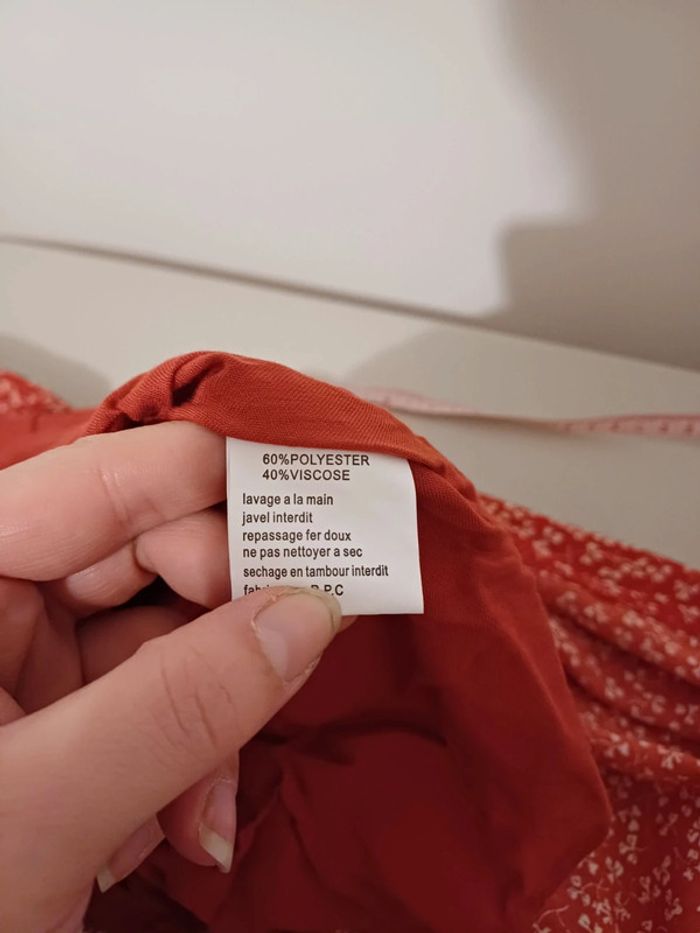 60%POLYESTER
40%VISCOSE
lavage a la main
javel interdit
repassage fer doux
ne pas nettoyer a sec
sechage en tambour interdit
P.C